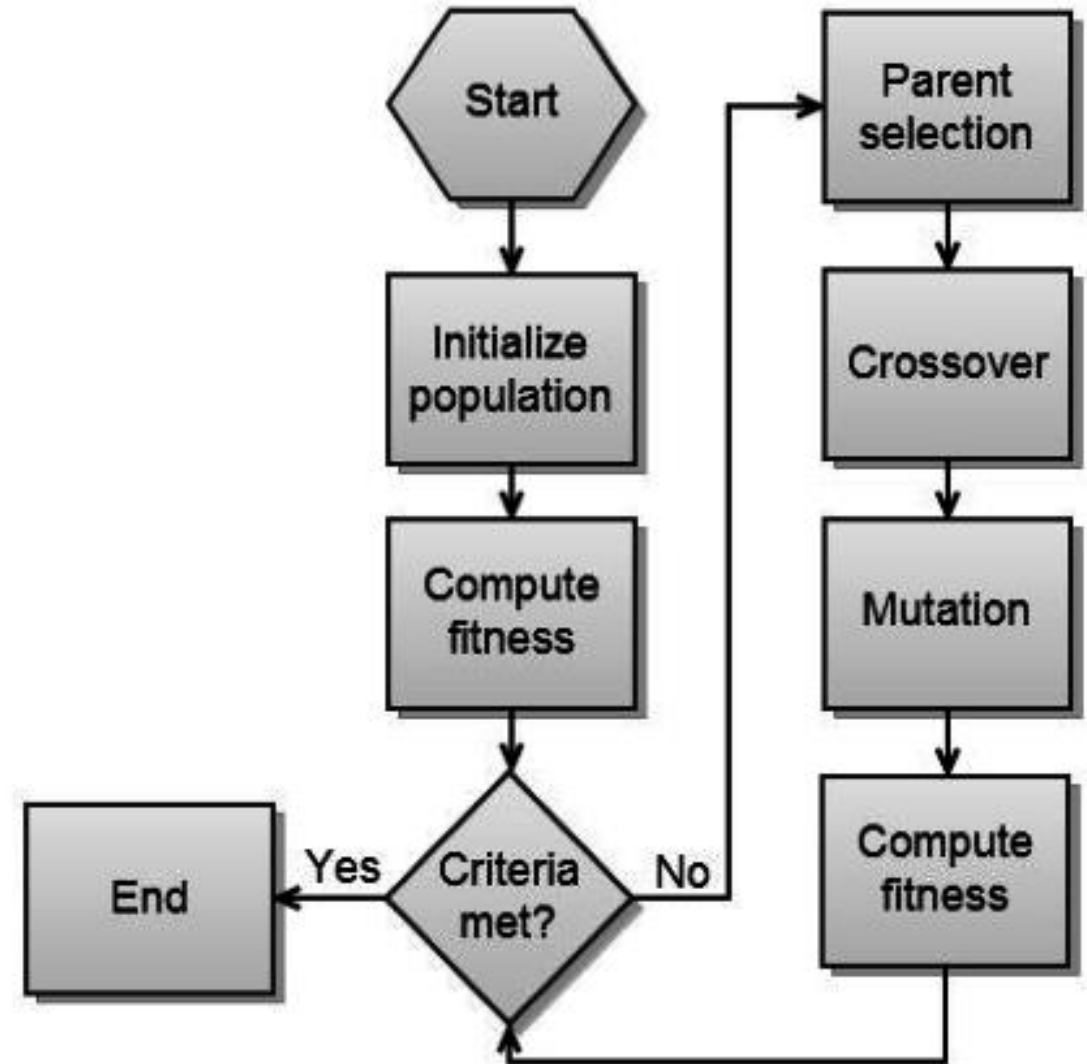 Start
Initialize
population
Compute
fitness
Criteria
met?
Yes
End
No
Parent
selection
Crossover
Mutation
Compute
fitness